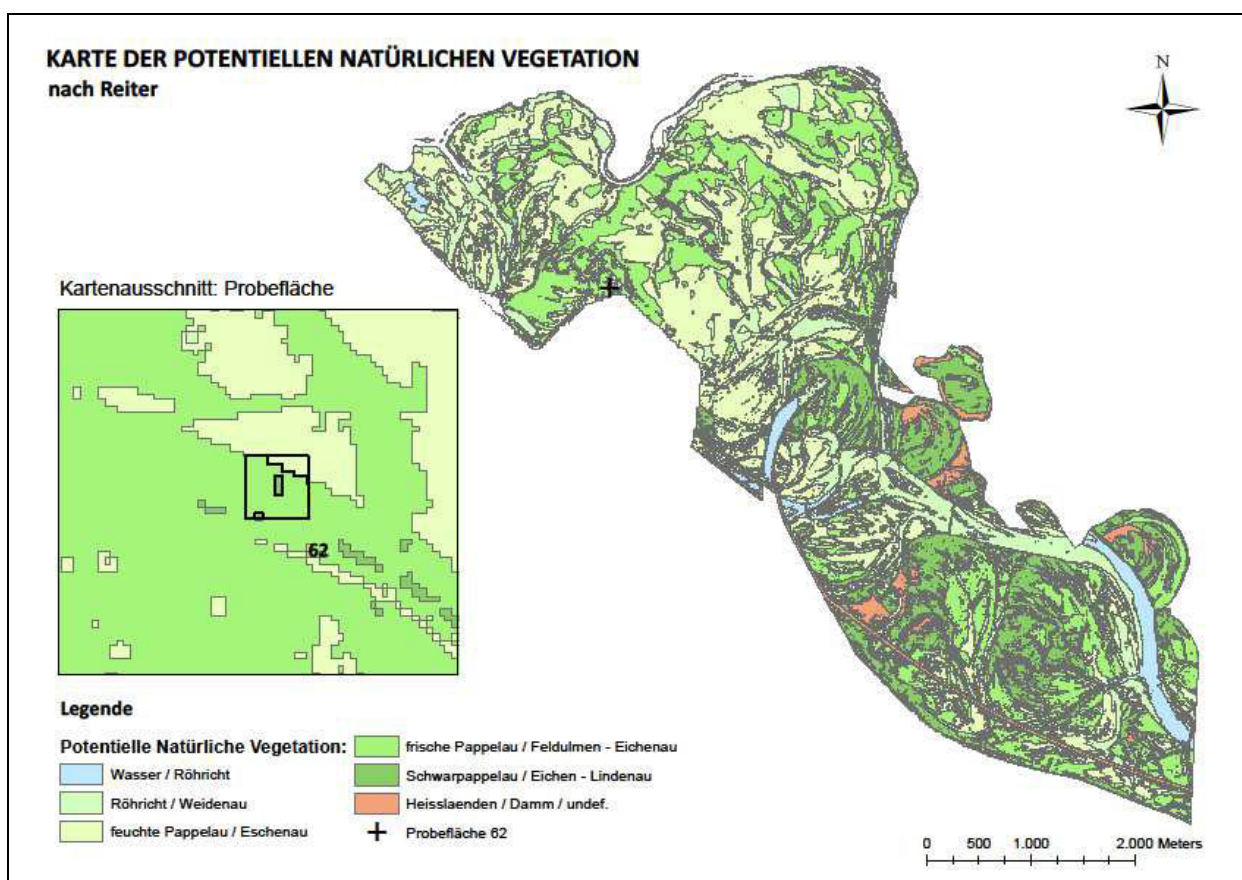 KARTE DER POTENTIELLEN NATÜRLICHEN VEGETATION
nach Reiter
N
Kartenausschnitt: Probefläche
62
Legende
Potentielle Natürliche Vegetation:
Wasser / Röhricht
Röhricht / Weidenau
feuchte Pappelau / Eschenau
frische Pappelau / Feldulmen - Eichenau
Schwarpappelau / Eichen - Lindenau
Heisslaenden / Damm / undef.
Probefläche 62
0 500 1.000 2.000 Meters